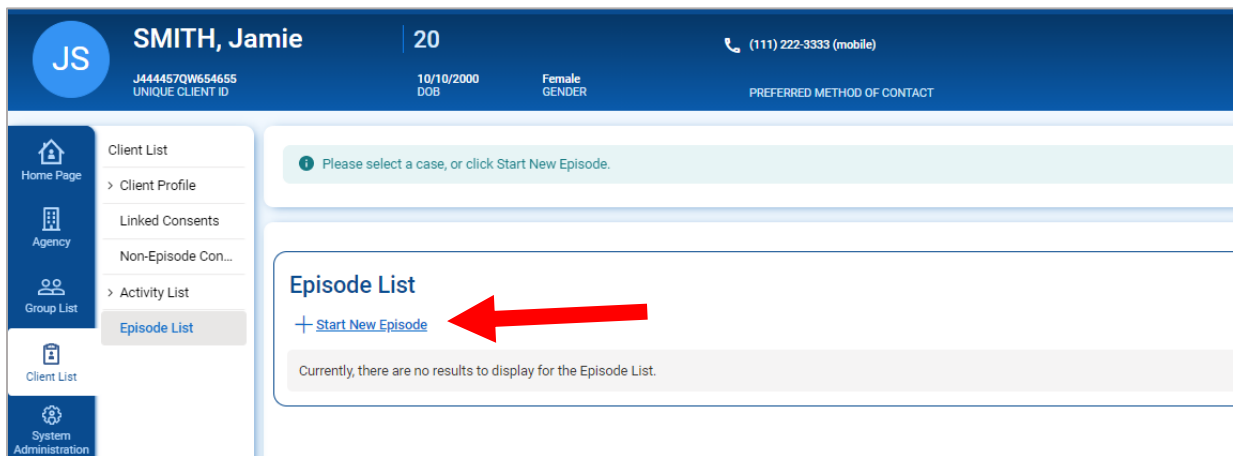 JS
SMITH, Jamie
20
(111) 222-3333 (mobile)
J444457QW654655
UNIQUE CLIENT ID
10/10/2000
DOB
Female
GENDER
PREFERRED METHOD OF CONTACT
Home Page
Agency
Group List
Client List
System
Administration
Client List
> Client Profile
Linked Consents
Non-Episode Con...
> Activity List
Episode List
Please select a case, or click Start New Episode.
Episode List
+ Start New Episode
Currently, there are no results to display for the Episode List.